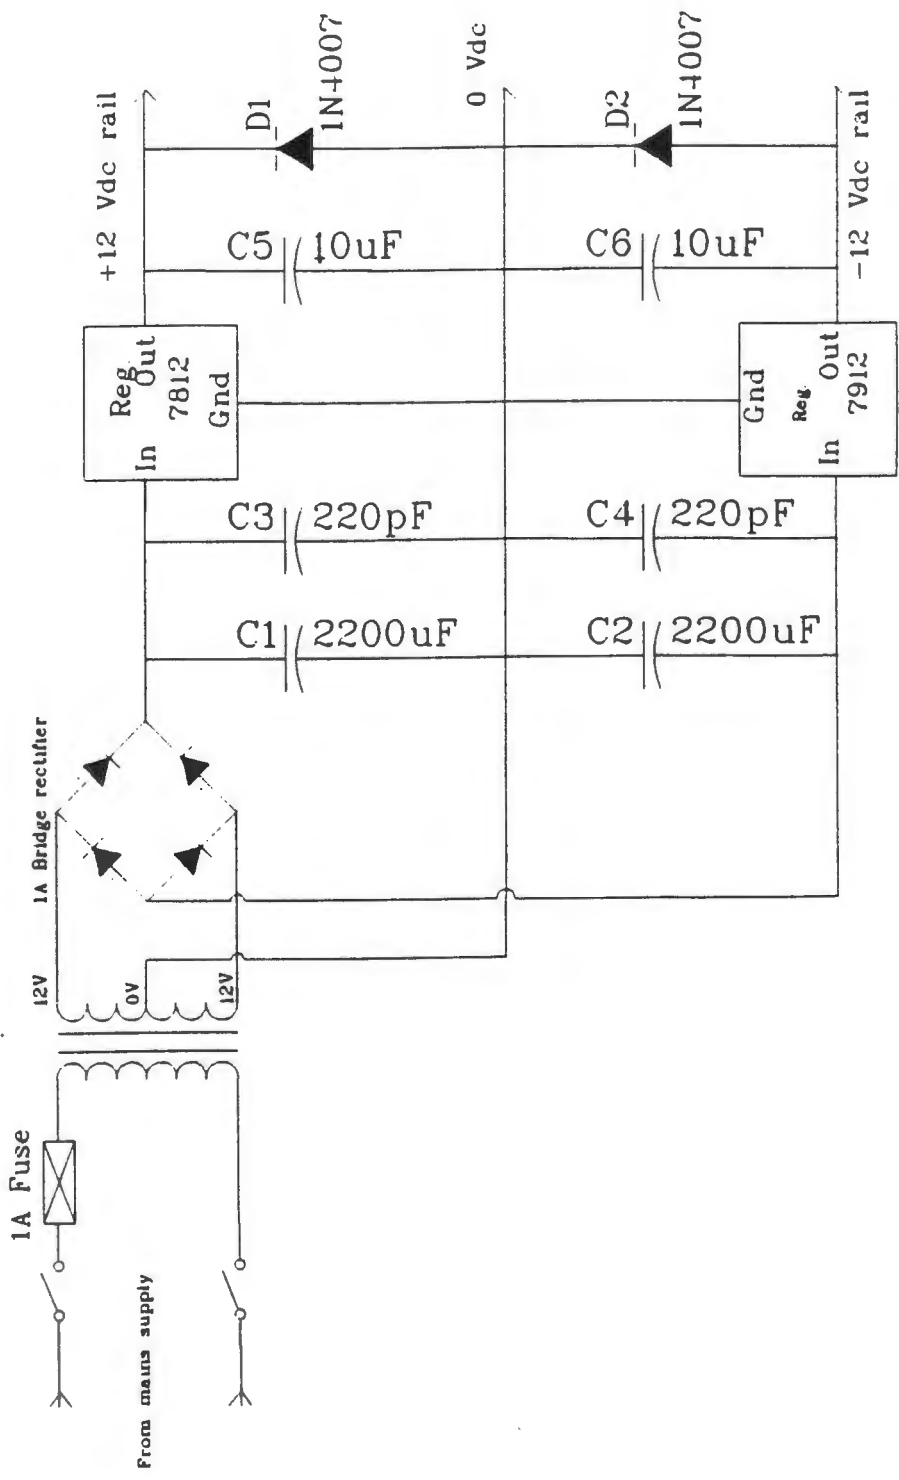 From mains supply
1A Fuse
12V
0V
12V
1A Bridge rectifier
C1 2200uF
C2 2200uF
C3 220pF
C4 220pF
In
Reg
Out
7812
Gnd
Gnd
Reg.
In Out
7912
C5 10uF
C6 10uF
D1
1N4007
D2
1N4007
+12 Vdc rail
0 Vdc
-12 Vdc rail